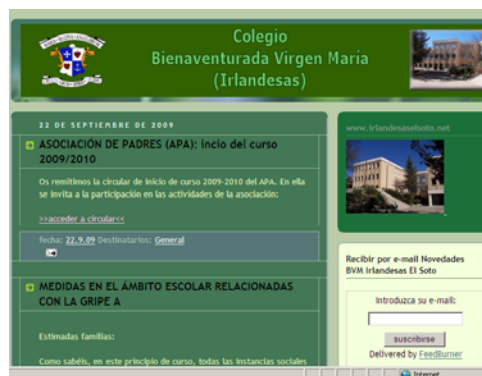 Colegio
Bienaventurada Virgen María
(Irlandesas)
22 DE SEPTIEMBRE DE 2009
ASOCIACIÓN DE PADRES (APA): incio del curso
2009/2010
Os remitimos la circular de inicio de curso 2009-2010 del APA. En ella
se invita a la participación en las actividades de la asociación:
>>acceder a circular<<
fecha: 22.9.09 Destinatarios: General
MEDIDAS EN EL ÁMBITO ESCOLAR RELACIONADAS
CON LA GRIPE A
Estimadas familias:
Como sabéis, en este principio de curso, todas las instancias sociales
www.irlandesaselsoto.net
Recibir por e-mail Novedades
BVM Irlandesas El Soto
Introduzca su e-mail:
suscribirse
Delivered by FeedBurner
Internet